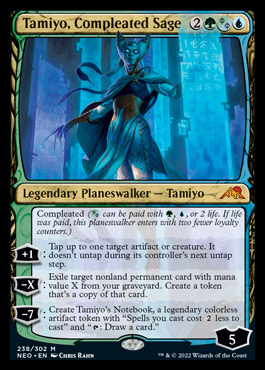 Tamiyo, Compleated Sage 2
Legendary Planeswalker — Tamiyo
Compleated ( can be paid with , , or 2 life. If life
was paid, this planeswalker enters with two fewer loyalty
counters.)
+1 Tap up to one target artifact or creature. It
doesn't untap during its controller's next untap
step.
−X Exile target nonland permanent card with mana
value X from your graveyard. Create a token
that's a copy of that card.
−7 Create Tamiyo's Notebook, a legendary colorless
artifact token with "Spells you cast cost 2 less to
cast" and " : Draw a card."
5
238/302 M
NEO • EN CHRIS RAHN
™ & © 2022 Wizards of the Coast